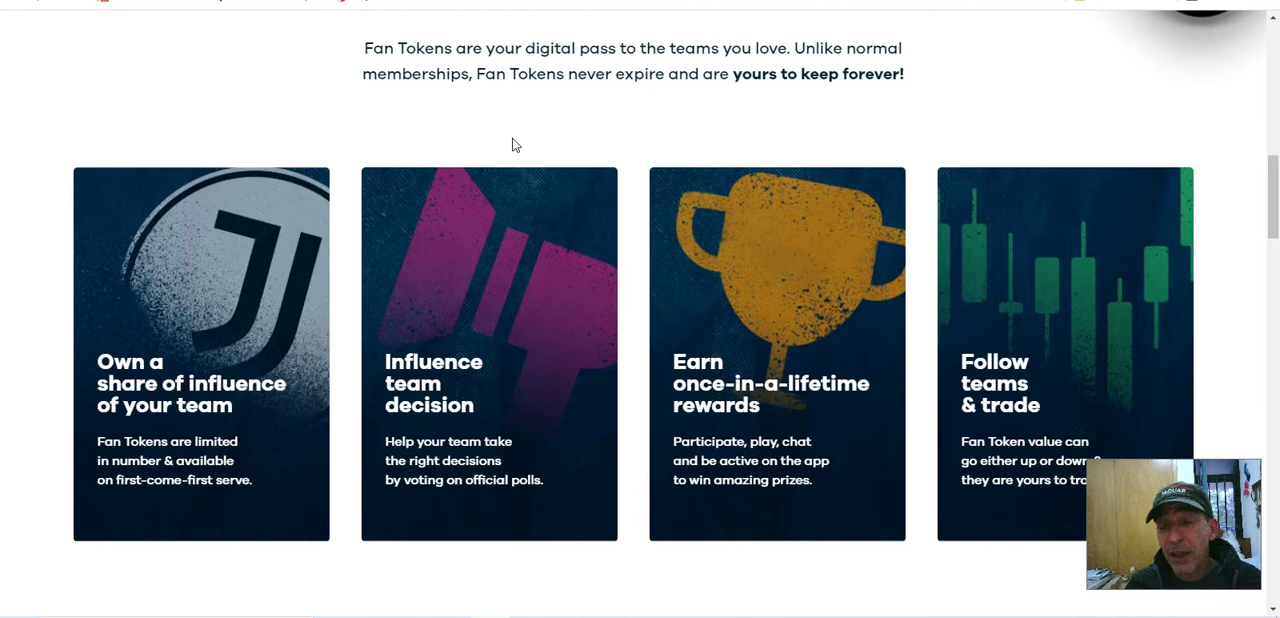 Fan Tokens are your digital pass to the teams you love. Unlike normal
memberships, Fan Tokens never expire and are yours to keep forever!
Own a
share of influence
of your team
Fan Tokens are limited
in number & available
on first-come-first serve.
Influence
team
decision
Help your team take
the right decisions
by voting on official polls.
Earn
once-in-a-lifetime
rewards
Participate, play, chat
and be active on the app
to win amazing prizes.
Follow
teams
& trade
Fan Token value can
go either up or down
they are yours to
JAGUAR